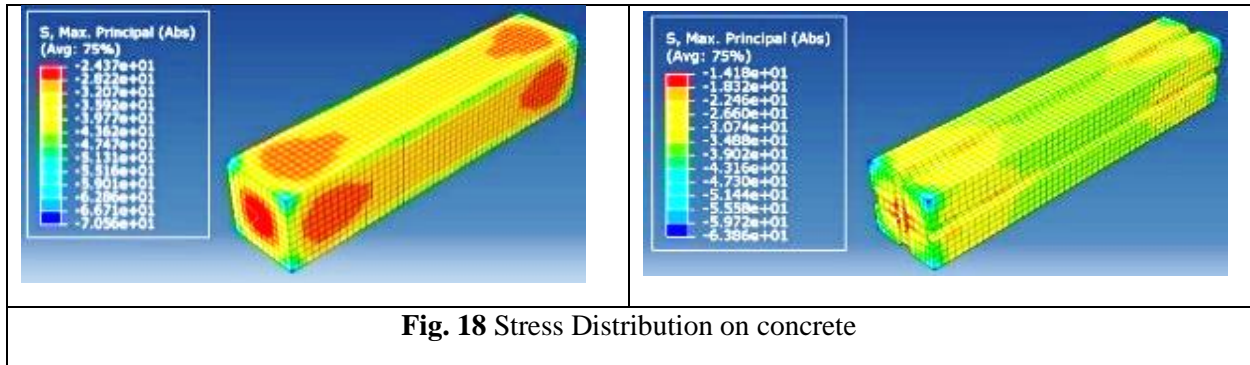 S, Max. Principal (Abs)
(Avg: 75%)
-2.437e+01
-2.822e+01
-3.207e+01
-3.592e+01
-3.977e+01
-4.362e+01
-4.747e+01
-5.131e+01
-5.516e+01
-5.901e+01
-6.286e+01
-6.671e+01
-7.056e+01
S, Max. Principal (Abs)
(Avg: 75%)
-1.418e+01
-1.832e+01
-2.246e+01
-2.660e+01
-3.074e+01
-3.488e+01
-3.902e+01
-4.316e+01
-4.730e+01
-5.144e+01
-5.558e+01
-5.972e+01
-6.386e+01
Fig. 18 Stress Distribution on concrete